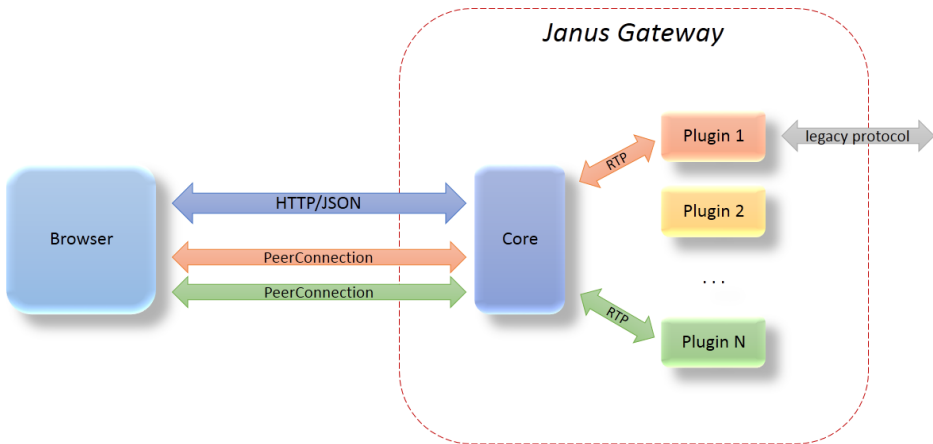 Janus Gateway
Plugin 1
legacy protocol
RTP
HTTP/JSON
Plugin 2
Browser
Core
PeerConnection
...
PeerConnection
RTP
Plugin N